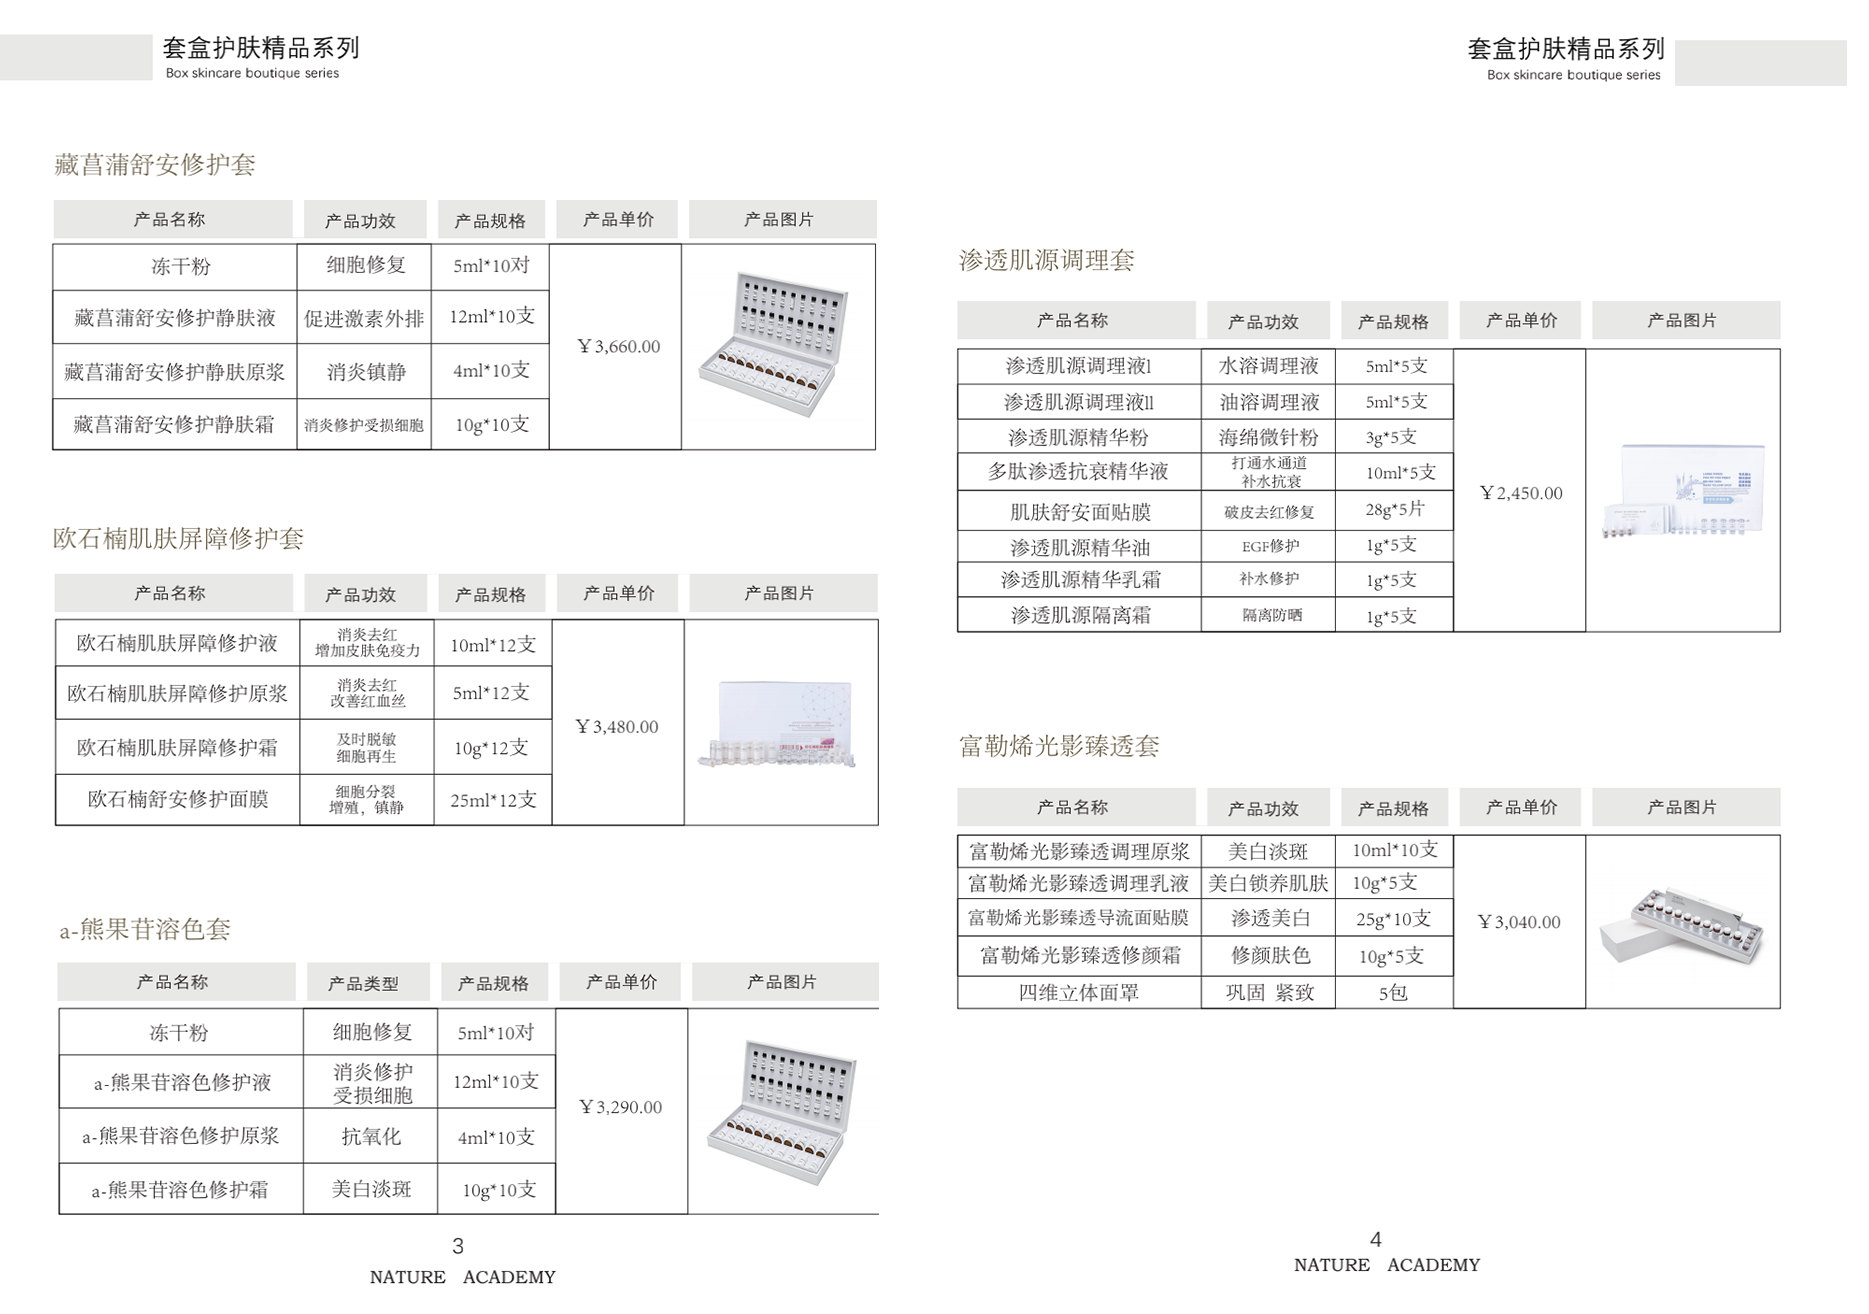 套盒护肤精品系列
Box skincare boutique series
藏菖蒲舒安修护套
产品名称 产品功效 产品规格 产品单价 产品图片
冻干粉 细胞修复 5ml*10对
藏菖蒲舒安修护静肤液 促进激素外排 12ml*10支
¥3,660.00
藏菖蒲舒安修护静肤原浆 消炎镇静 4ml*10支
藏菖蒲舒安修护静肤霜 消炎修护受损细胞 10g*10支
欧石楠肌肤屏障修护套
产品名称 产品功效 产品规格 产品单价 产品图片
欧石楠肌肤屏障修护液 消炎去红 10ml*12支
增加皮肤免疫力
欧石楠肌肤屏障修护原浆 消炎去红 5ml*12支
改善红血丝
¥3,480.00
欧石楠肌肤屏障修护霜 及时脱敏 10g*12支
细胞再生
欧石楠舒安修护面膜 细胞分裂 25ml*12支
增殖，镇静
a-熊果苷溶色套
产品名称 产品类型 产品规格 产品单价 产品图片
冻干粉 细胞修复 5ml*10对
a-熊果苷溶色修护液 消炎修护 12ml*10支
受损细胞
¥3,290.00
a-熊果苷溶色修护原浆 抗氧化 4ml*10支
a-熊果苷溶色修护霜 美白淡斑 10g*10支
3
NATURE ACADEMY
套盒护肤精品系列
Box skincare boutique series
渗透肌源调理套
产品名称 产品功效 产品规格 产品单价 产品图片
渗透肌源调理液l 水溶调理液 5ml*5支
渗透肌源调理液ll 油溶调理液 5ml*5支
渗透肌源精华粉 海绵微针粉 3g*5支
多肽渗透抗衰精华液 打通水通道 10ml*5支
补水抗衰
¥2,450.00
肌肤舒安面贴膜 破皮去红修复 28g*5片
渗透肌源精华油 EGF修护 1g*5支
渗透肌源精华乳霜 补水修护 1g*5支
渗透肌源隔离霜 隔离防晒 1g*5支
富勒烯光影臻透套
产品名称 产品功效 产品规格 产品单价 产品图片
富勒烯光影臻透调理原浆 美白淡斑 10ml*10支
富勒烯光影臻透调理乳液 美白锁养肌肤 10g*5支
富勒烯光影臻透导流面贴膜 渗透美白 25g*10支
¥3,040.00
富勒烯光影臻透修颜霜 修颜肤色 10g*5支
四维立体面罩 巩固 紧致 5包
4
NATURE ACADEMY